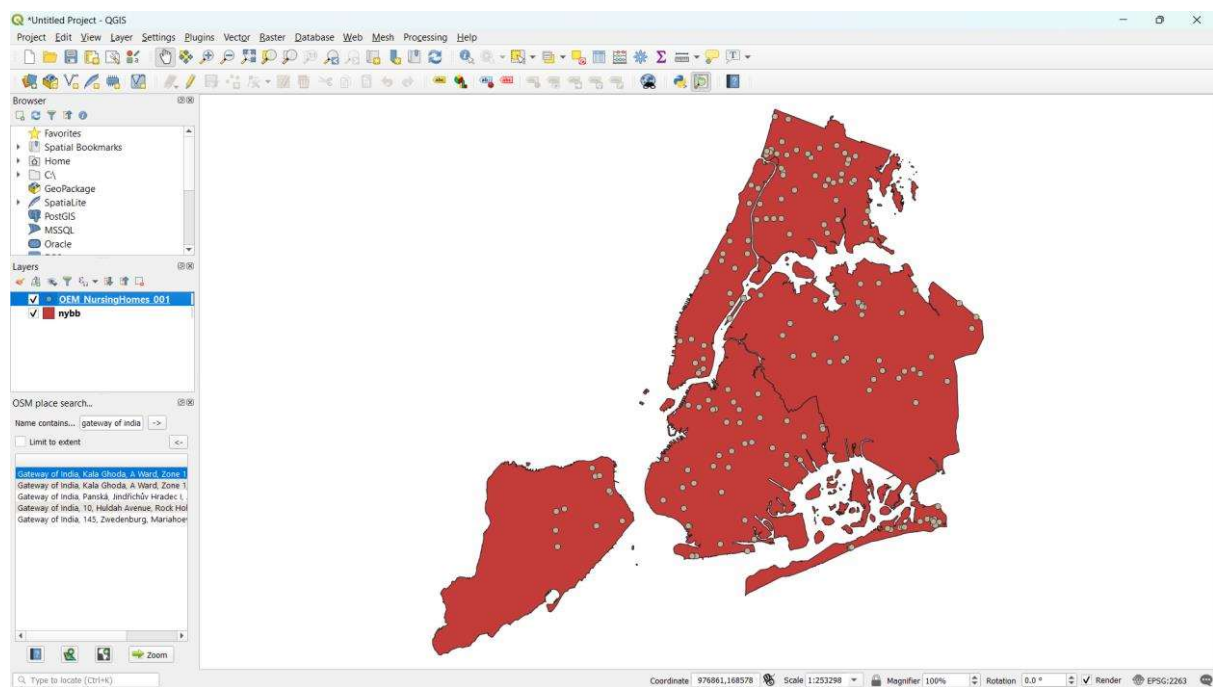 *Untitled Project - QGIS
Project Edit View Layer Settings Plugins Vector Raster Database Web Mesh Processing Help
Browser
Favorites
Spatial Bookmarks
Home
C:\
GeoPackage
SpatiaLite
PostGIS
MSSQL
Oracle
Layers
OEM_NursingHomes_001
nybb
OSM place search...
Name contains... gateway of india ->
Limit to extent <-
Gateway of India, Kala Ghoda, A Ward, Zone 1
Gateway of India, Kala Ghoda, A Ward, Zone 1,
Gateway of India, Panská, Jindřichův Hradec I, 
Gateway of India, 10, Huldah Avenue, Rock Hol
Gateway of India, 145, Zwedenburg, Mariahoe
Zoom
Type to locate (Ctrl+K) Coordinate 976861,168578 Scale 1:253298 Magnifier 100% Rotation 0.0 ° Render EPSG:2263